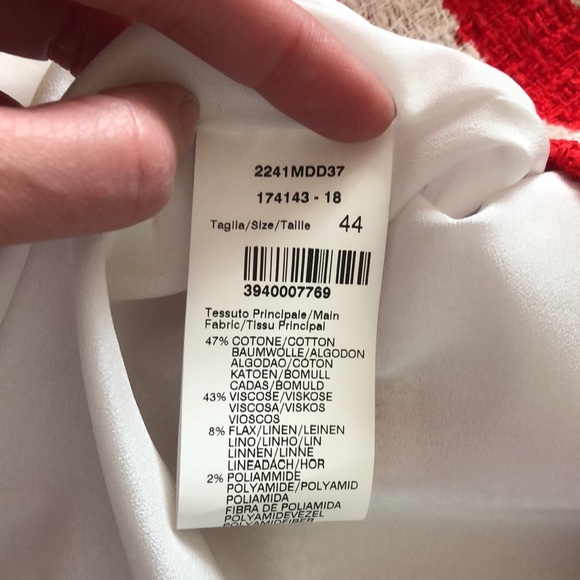 2241MDD37
174143 - 18
Taglia/Size/Taille 44
3940007769
Tessuto Principale/Main
Fabric/Tissu Principal
47% COTONE/COTTON
BAUMWOLLE/ALGODON
ALGODAO/COTON
KATOEN/BOMULL
CADAS/BOMULD
43% VISCOSE/VISKOSE
VISCOSA/VISKOS
VIOSCOS
8% FLAX/LINEN/LEINEN
LINO/LINHO/LIN
LINNEN/LINNE
LINEADACH/HOR
2% POLIAMMIDE
POLYAMIDE/POLYAMID
POLIAMIDA
FIBRA DE POLIAMIDA
POLYAMIDEVEZEL
POLYAMIDFIBER